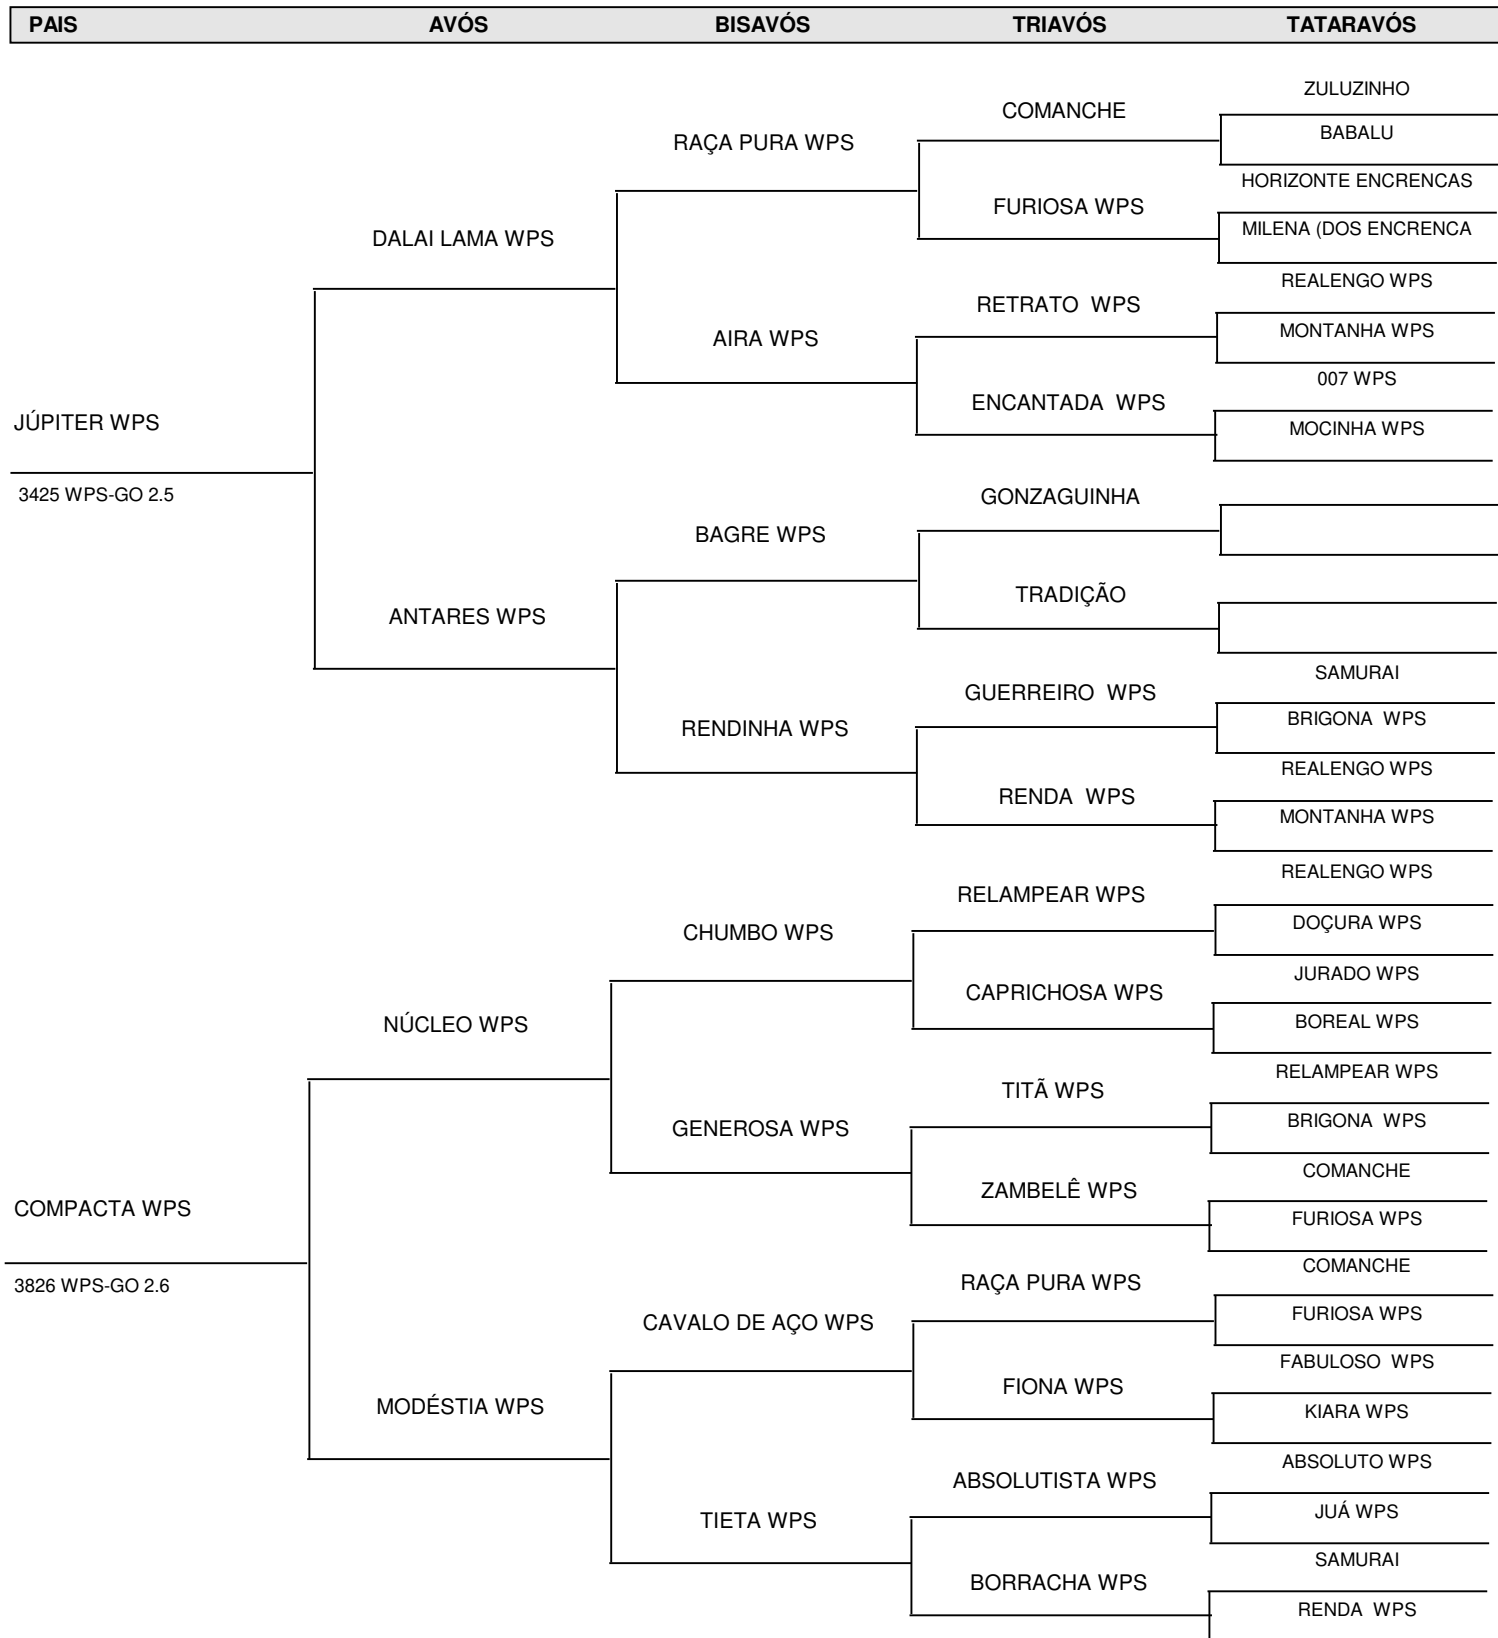 PAIS AVÓS BISAVÓS TRIAVÓS TATARAVÓS
ZULUZINHO
COMANCHE
BABALU
RAÇA PURA WPS
HORIZONTE ENCRENCAS
FURIOSA WPS
MILENA (DOS ENCRENCA
DALAI LAMA WPS
REALENGO WPS
RETRATO WPS
MONTANHA WPS
AIRA WPS
007 WPS
ENCANTADA WPS
MOCINHA WPS
JÚPITER WPS
3425 WPS-GO 2.5
GONZAGUINHA
BAGRE WPS
TRADIÇÃO
ANTARES WPS
SAMURAI
GUERREIRO WPS
BRIGONA WPS
RENDINHA WPS
REALENGO WPS
RENDA WPS
MONTANHA WPS
REALENGO WPS
RELAMPEAR WPS
DOÇURA WPS
CHUMBO WPS
JURADO WPS
CAPRICHOSA WPS
BOREAL WPS
NÚCLEO WPS
RELAMPEAR WPS
TITÃ WPS
BRIGONA WPS
GENEROSA WPS
COMANCHE
ZAMBELÊ WPS
FURIOSA WPS
COMPACTA WPS
3826 WPS-GO 2.6
COMANCHE
RAÇA PURA WPS
FURIOSA WPS
CAVALO DE AÇO WPS
FABULOSO WPS
FIONA WPS
KIARA WPS
MODÉSTIA WPS
ABSOLUTO WPS
ABSOLUTISTA WPS
JUÁ WPS
TIETA WPS
SAMURAI
BORRACHA WPS
RENDA WPS